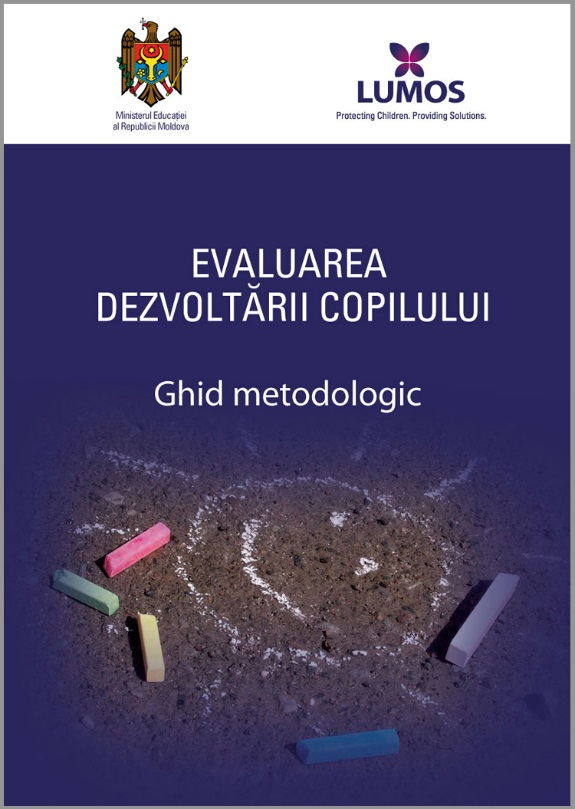 Ministerul Educației
al Republicii Moldova
LUMOS
Protecting Children. Providing Solutions.
EVALUAREA
DEZVOLTĂRII COPILULUI
Ghid metodologic